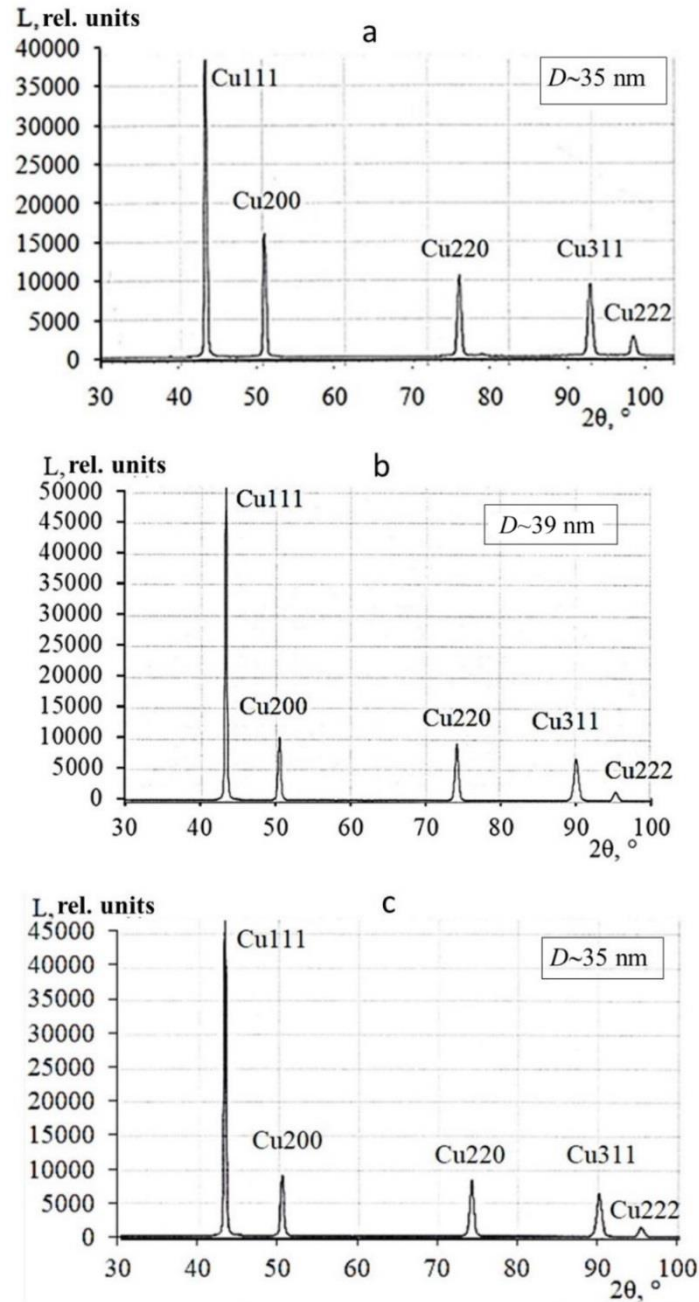 L, rel. units
a
40000
35000
30000
25000
20000
15000
10000
5000
0
Cu111
D~35 nm
Cu200
Cu220
Cu311
Cu222
30 40 50 60 70 80 90 100
2θ, °
L, rel. units
b
50000
45000
40000
35000
30000
25000
20000
15000
10000
5000
0
Cu111
D~39 nm
Cu200
Cu220
Cu311
Cu222
30 40 50 60 70 80 90 100
2θ, °
L, rel. units
c
45000
40000
35000
30000
25000
20000
15000
10000
5000
0
Cu111
D~35 nm
Cu200
Cu220
Cu311
Cu222
30 40 50 60 70 80 90 100
2θ, °